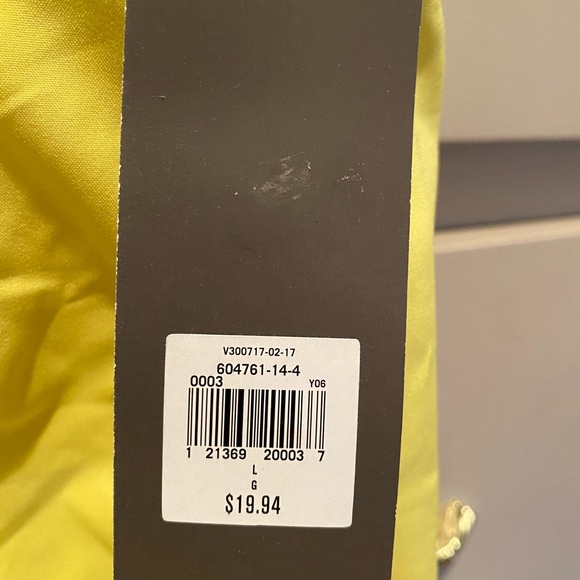 V300717-02-17
604761-14-4
0003 Y06
1 21369 20003 7
L
G
$19.94